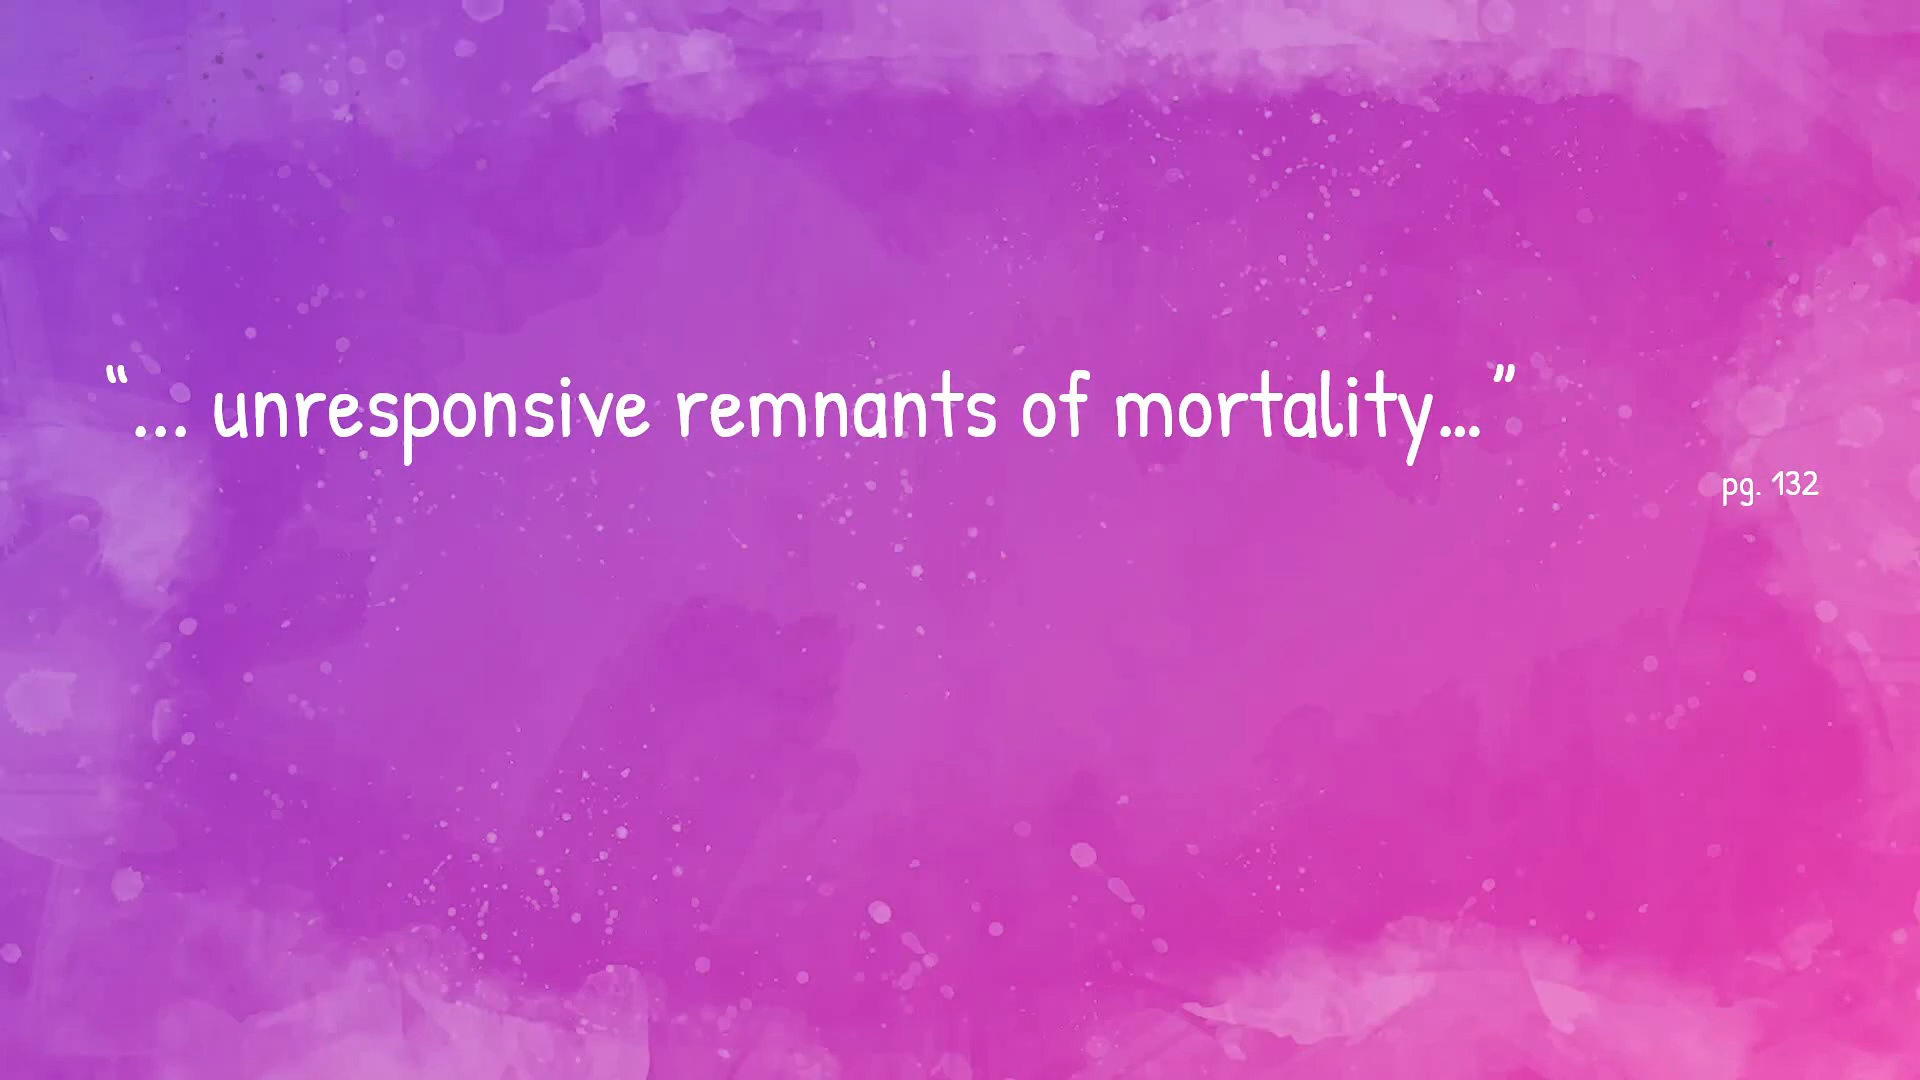 “... unresponsive remnants of mortality...”
pg. 132